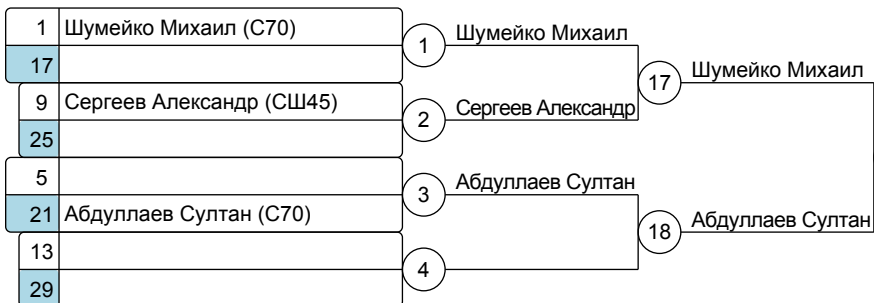 1 Шумейко Михаил (С70)
17
1 Шумейко Михаил
9 Сергеев Александр (СШ45)
25
2 Сергеев Александр
17 Шумейко Михаил
5
21 Абдуллаев Султан (С70)
3 Абдуллаев Султан
13
29
4
18 Абдуллаев Султан